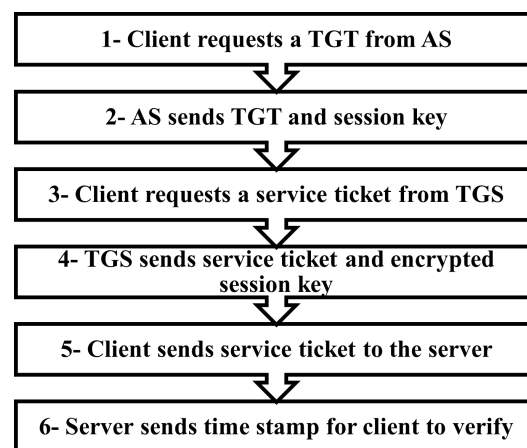 1- Client requests a TGT from AS
2- AS sends TGT and session key
3- Client requests a service ticket from TGS
4- TGS sends service ticket and encrypted
session key
5- Client sends service ticket to the server
6- Server sends time stamp for client to verify